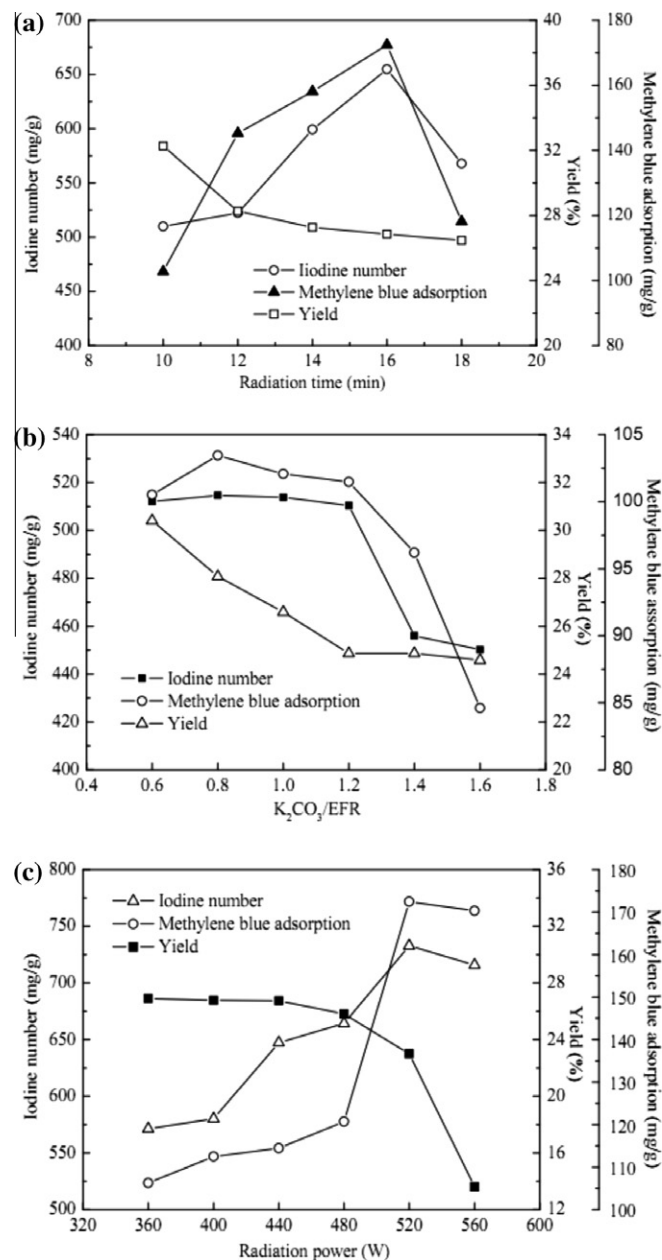 (a)
700
650
600
550
500
475
450
400
Iodine number (mg/g)
40
36
32
28
24
20
Yield (%)
180
160
140
120
100
80
Methylene blue adsorption (mg/g)
Iiodine number
Methylene blue adsorption
Yield
8 10 12 14 16 18 20
Radiation time (min)
(b)
540
520
500
480
460
440
420
400
Iodine number (mg/g)
34
32
30
28
26
24
22
20
Yield (%)
105
100
95
90
85
80
Methylene blue assorption (mg/g)
Iodine number
Methylene blue adsorption
Yield
0.4 0.6 0.8 1.0 1.2 1.4 1.6 1.8
K₂CO₃/EFR
(c)
800
750
700
650
600
550
500
Iodine number (mg/g)
36
32
28
24
20
16
12
Yield (%)
180
170
160
150
140
130
120
110
100
Methylene blue adsorption (mg/g)
Iodine number
Methylene blue adsorption
Yield
320 360 400 440 480 520 560 600
Radiation power (W)